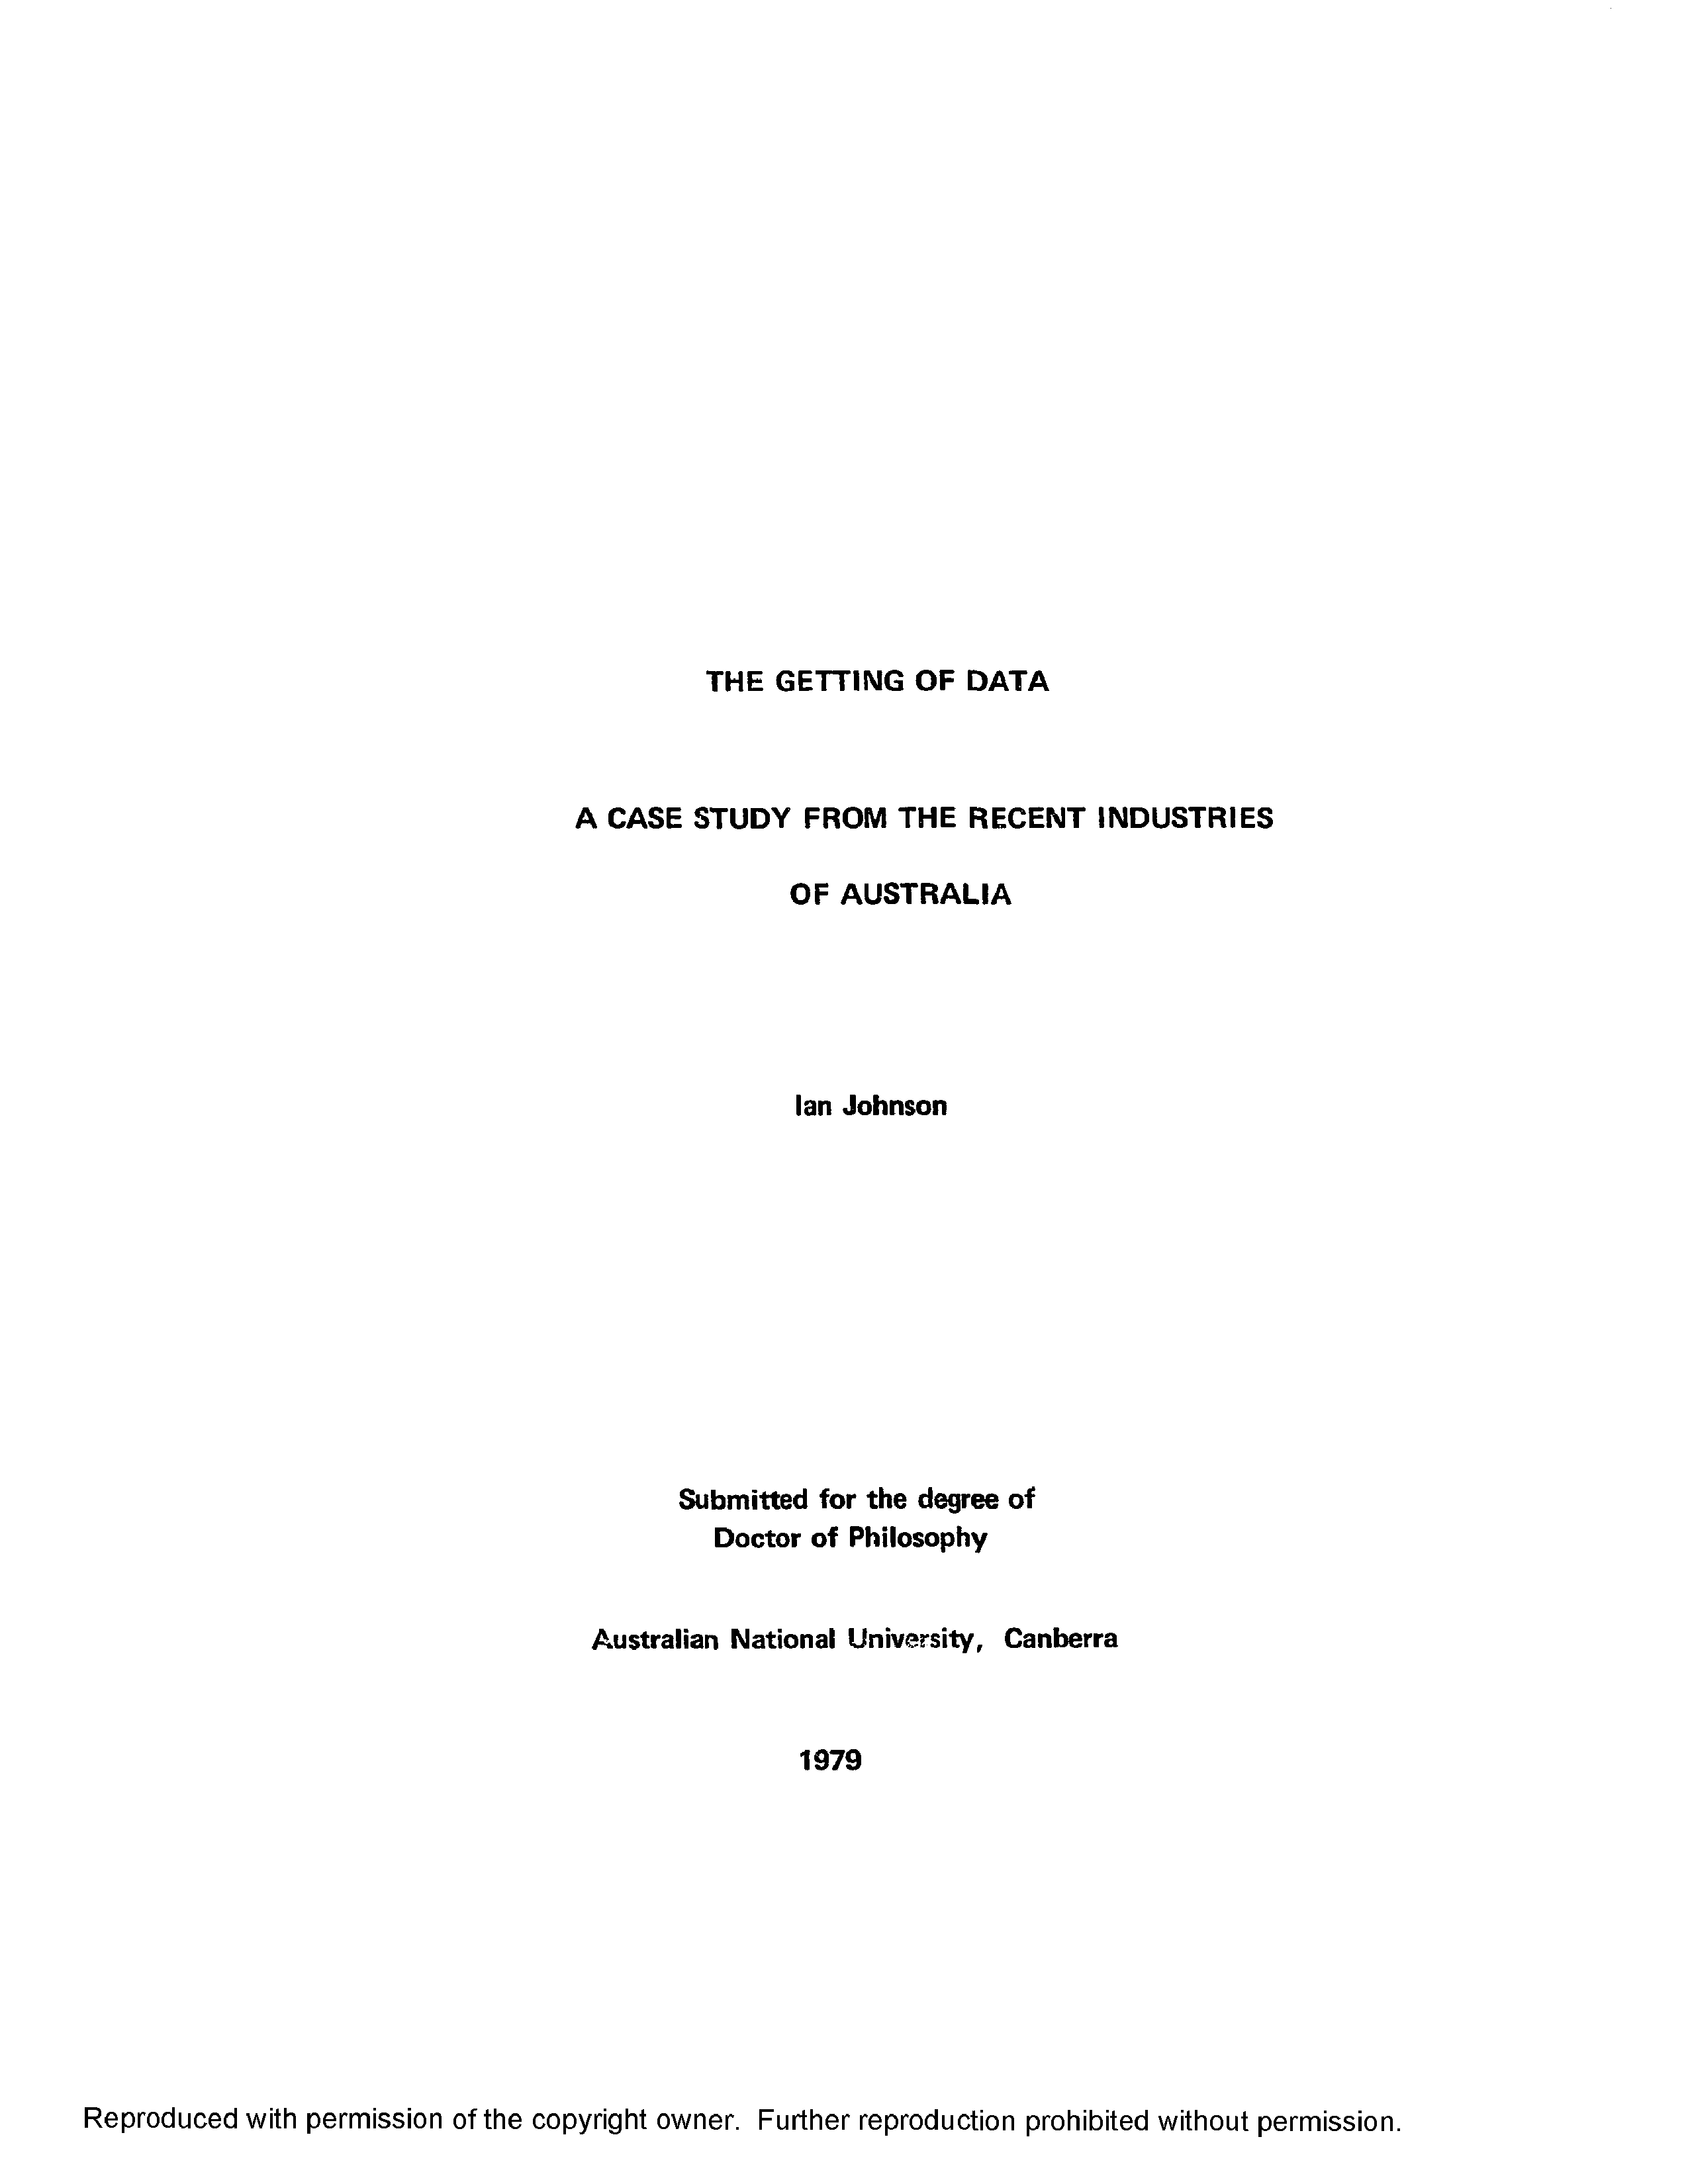 THE GETTING OF DATA
A CASE STUDY FROM THE RECENT INDUSTRIES
OF AUSTRALIA
Ian Johnson
Submitted for the degree of
Doctor of Philosophy
Australian National University, Canberra
1979
Reproduced with permission of the copyright owner. Further reproduction prohibited without permission.